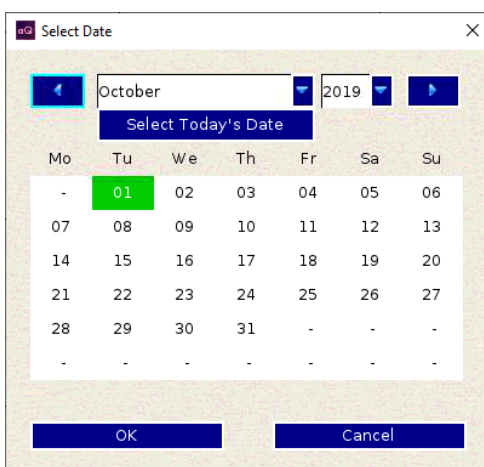 aQ Select Date
October 2019
Select Today's Date
Mo Tu We Th Fr Sa Su
- 01 02 03 04 05 06
07 08 09 10 11 12 13
14 15 16 17 18 19 20
21 22 23 24 25 26 27
28 29 30 31 - - -
- - - - - - -
OK Cancel